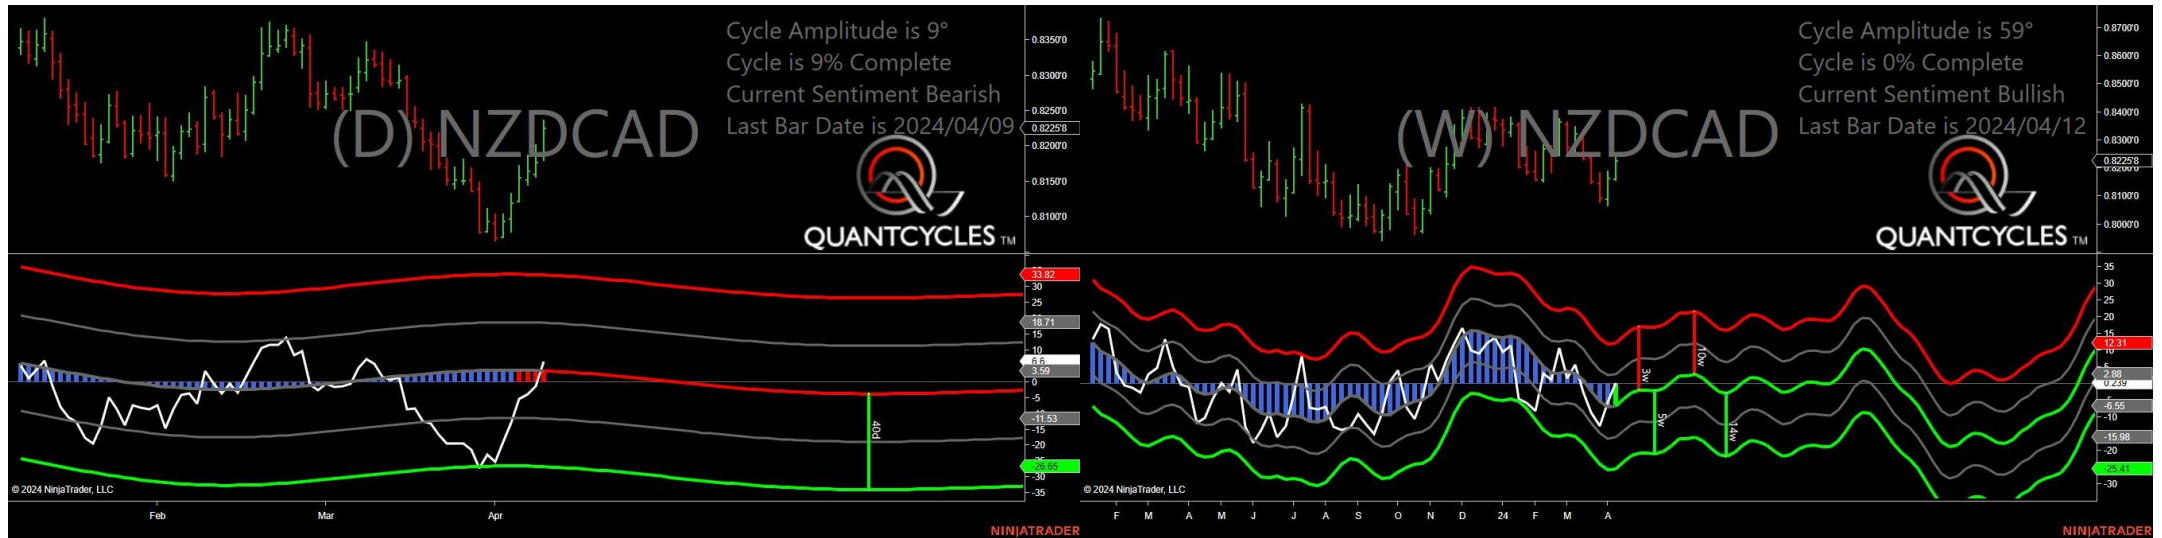 Cycle Amplitude is 9°
Cycle is 9% Complete
Current Sentiment Bearish
Last Bar Date is 2024/04/09
(D) NZDCAD
QUANTCYCLES TM
0.8350'0
0.8300'0
0.8250'0
0.8225'8
0.8200'0
0.8150'0
0.8100'0
33.82
30
25
18.71
15
10
6.6
3.59
0
-5
-11.53
-15
-20
-26.65
-30
-35
40d
© 2024 NinjaTrader, LLC
Feb
Mar
Apr
NINJATRADER
Cycle Amplitude is 59°
Cycle is 0% Complete
Current Sentiment Bullish
Last Bar Date is 2024/04/12
(W) NZDCAD
QUANTCYCLES TM
0.8700'0
0.8600'0
0.8500'0
0.8400'0
0.8300'0
0.8225'8
0.8200'0
0.8100'0
0.8000'0
35
30
25
20
15
12.31
10
2.88
0.239
-6.55
-10
-15.98
-20
-25.41
-30
3w
5w
10w
14w
© 2024 NinjaTrader, LLC
F
M
A
M
J
J
A
S
O
N
D
24
F
M
A
NINJATRADER